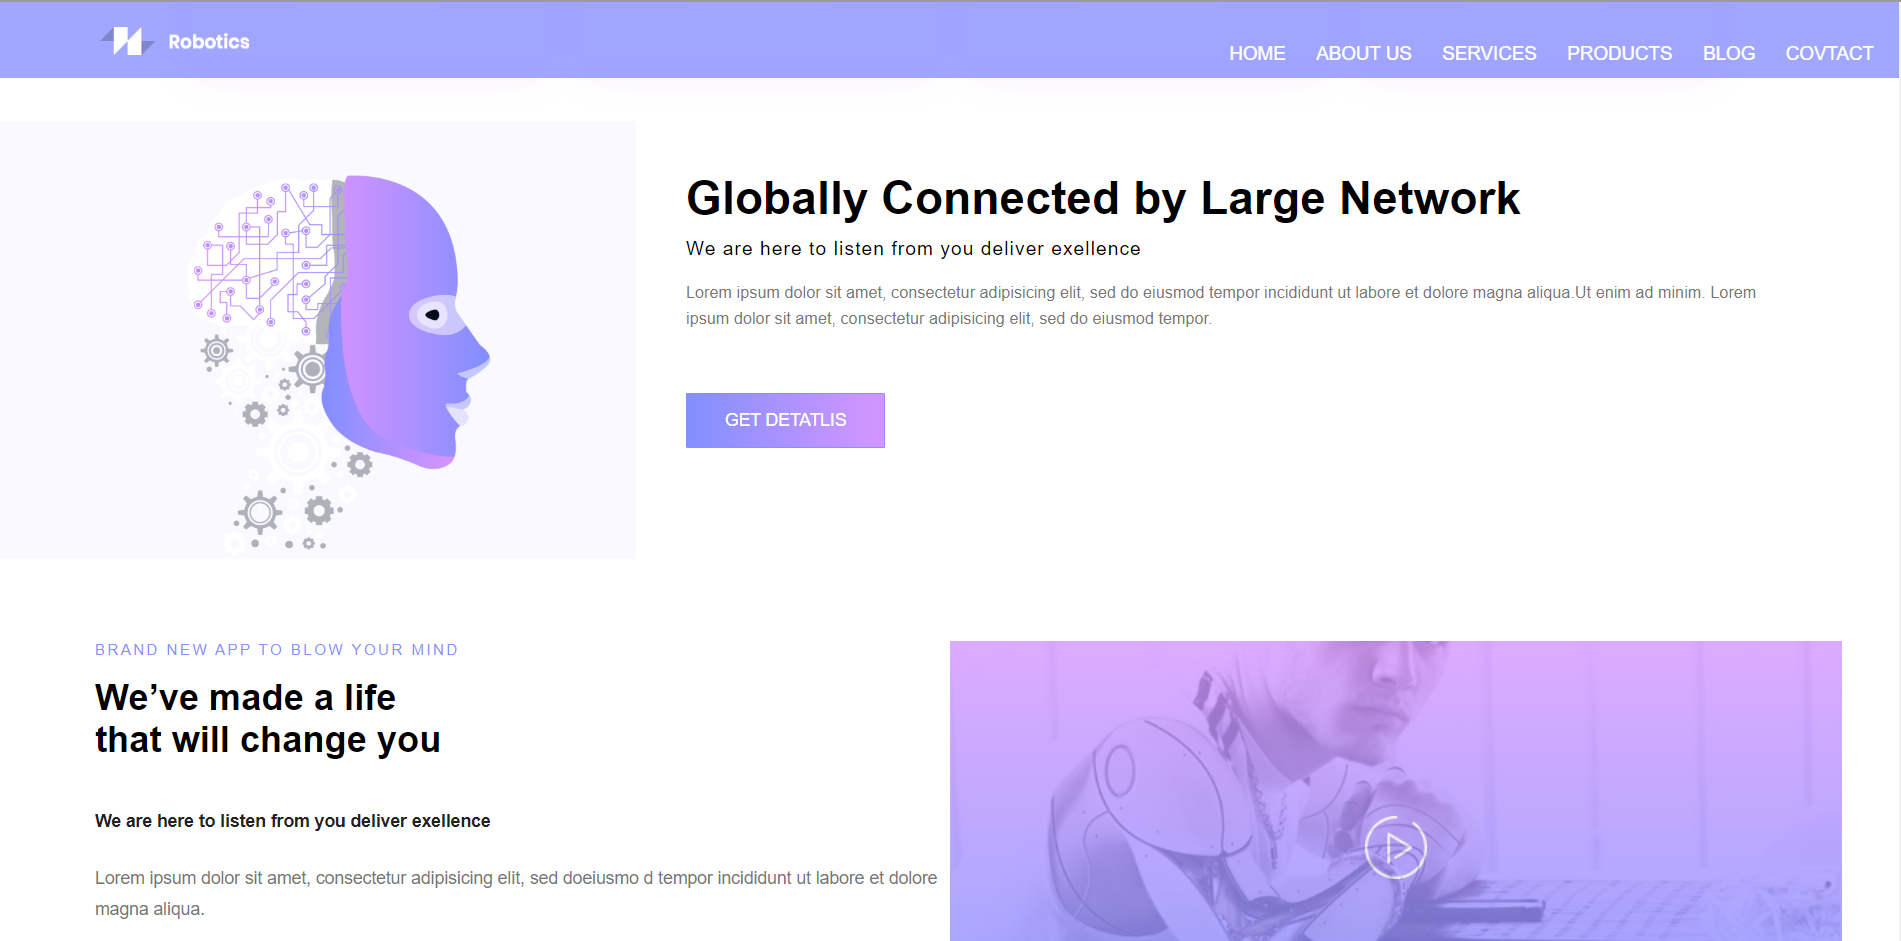 Robotics
HOME ABOUT US SERVICES PRODUCTS BLOG COVTACT
Globally Connected by Large Network
We are here to listen from you deliver exellence
Lorem ipsum dolor sit amet, consectetur adipisicing elit, sed do eiusmod tempor incididunt ut labore et dolore magna aliqua.Ut enim ad minim. Lorem
ipsum dolor sit amet, consectetur adipisicing elit, sed do eiusmod tempor.
GET DETATLIS
BRAND NEW APP TO BLOW YOUR MIND
We’ve made a life
that will change you
We are here to listen from you deliver exellence
Lorem ipsum dolor sit amet, consectetur adipisicing elit, sed doeiusmo d tempor incididunt ut labore et dolore
magna aliqua.